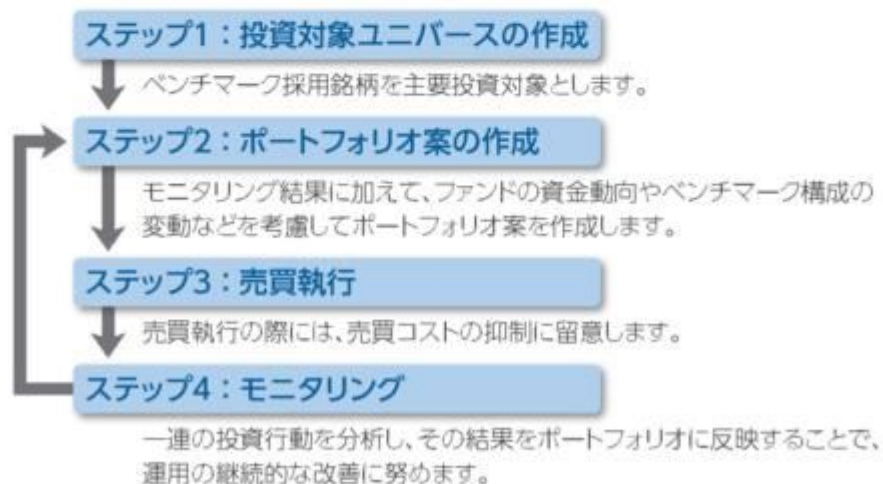 ステップ1：投資対象ユニバースの作成
ベンチマーク採用銘柄を主要投資対象とします。
ステップ2：ポートフォリオ案の作成
モニタリング結果に加えて、ファンドの資金動向やベンチマーク構成の
変動などを考慮してポートフォリオ案を作成します。
ステップ3：売買執行
売買執行の際には、売買コストの抑制に留意します。
ステップ4：モニタリング
一連の投資行動を分析し、その結果をポートフォリオに反映することで、
運用の継続的な改善に努めます。